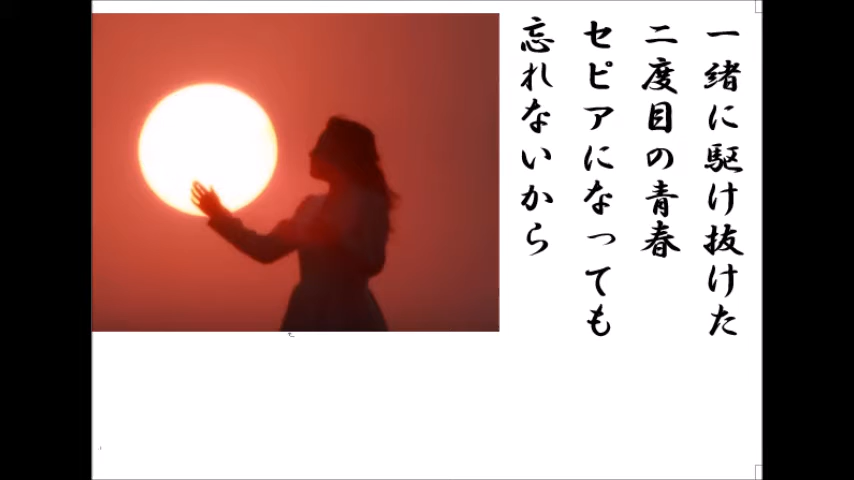 一緒に駆け抜けた
二度目の青春
セピアになっても
忘れないから